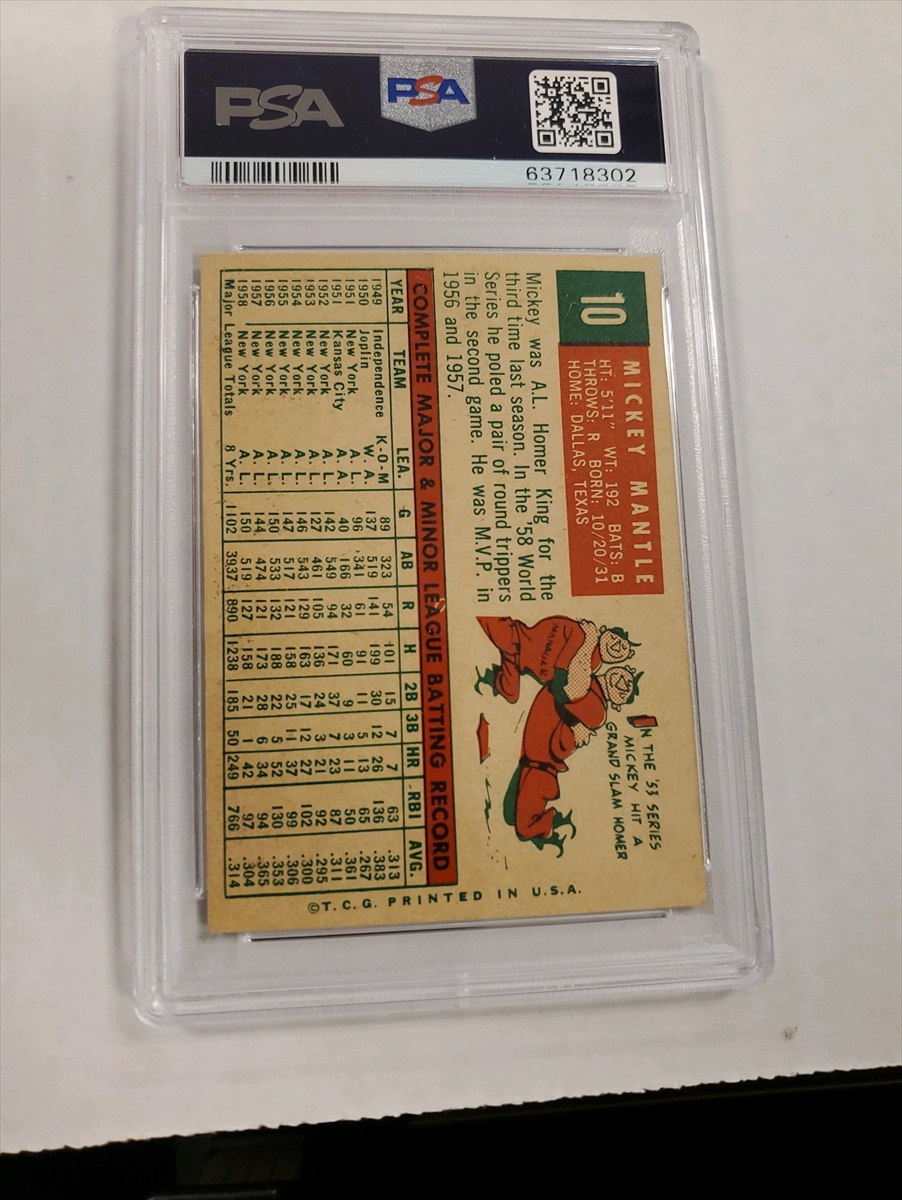 PSA
PSA
63718302
10
MICKEY MANTLE
HT: 5'11" WT: 192 BATS: B
THROWS: R BORN: 10/20/31
HOME: DALLAS, TEXAS
Mickey was A.L. Homer King for the
third time last season. In the '58 World
Series he poled a pair of round trippers
in the second game. He was M.V.P. in
1956 and 1957.
IN THE '53 SERIES
MICKEY HIT A
GRAND SLAM HOMER
MANAGER
COMPLETE MAJOR & MINOR LEAGUE BATTING RECORD
YEAR TEAM LEA. G AB R H 2B 3B HR RBI AVG.
1949 Independence K-O-M 89 323 54 101 15 7 7 63 .313
1950 Joplin W. A. 137 519 141 199 30 12 26 136 .383
1951 New York A. L. 96 341 61 91 11 5 13 65 .267
1951 Kansas City A. A. 40 166 32 60 9 3 11 50 .361
1952 New York A. L. 142 549 94 171 37 7 23 87 .311
1953 New York A. L. 127 461 105 136 24 3 21 92 .295
1954 New York A. L. 146 543 129 163 17 12 27 102 .300
1955 New York A. L. 147 517 121 158 25 11 37 99 .306
1956 New York A. L. 150 533 132 188 22 5 52 130 .353
1957 New York A. L. 144 474 121 173 28 6 34 94 .365
1958 New York A. L. 150 519 127 158 21 1 42 97 .304
Major League Totals 8 Yrs. 1102 3937 890 1238 185 50 249 766 .314
©T.C.G. PRINTED IN U.S.A.